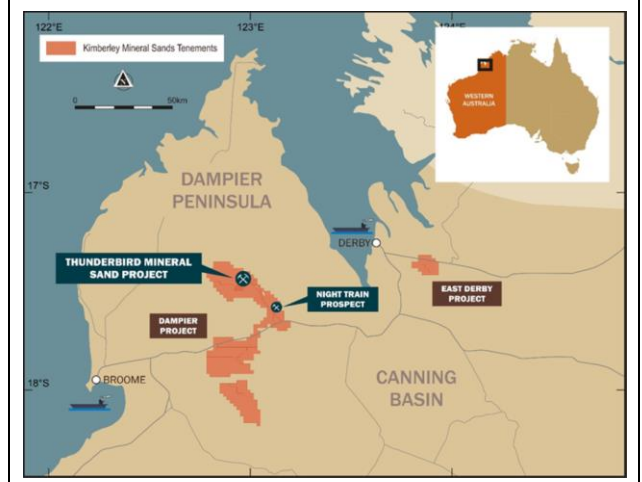 122°E
123°E
Kimberley Mineral Sands Tenements
50km
WESTERN
AUSTRALIA
17°S
DAMPIER
PENINSULA
DERBY
THUNDERBIRD MINERAL
SAND PROJECT
NIGHT TRAIN
PROSPECT
EAST DERBY
PROJECT
DAMPIER
PROJECT
18°S
BROOME
CANNING
BASIN